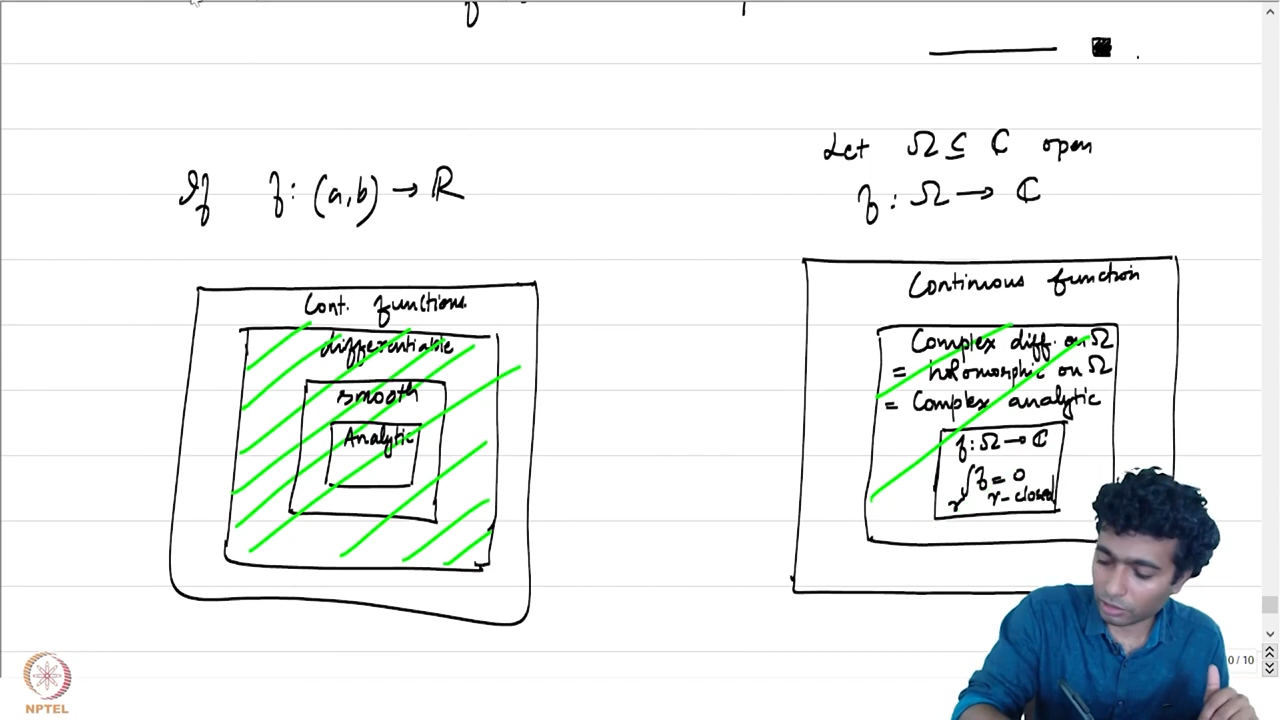 If f: (a,b) → ℝ
Cont. functions
differentiable
smooth
Analytic
Let Ω ⊆ ℂ open
f: Ω → ℂ
Continuous function
Complex diff. on Ω
= holomorphic on Ω
= Complex analytic
f: Ω → ℂ
∫f = 0
γ γ-closed
NPTEL
0 / 10